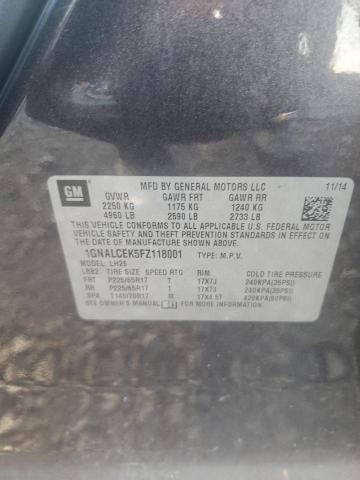 GM
MFD BY GENERAL MOTORS LLC 11/14
GVWR GAWR FRT GAWR RR
2250 KG 1175 KG 1240 KG
4960 LB 2590 LB 2733 LB
THIS VEHICLE CONFORMS TO ALL APPLICABLE U.S. FEDERAL MOTOR
VEHICLE SAFETY AND THEFT PREVENTION STANDARDS IN EFFECT
ON THE DATE OF MANUFACTURE SHOWN ABOVE.
1GNALCEK5FZ118001 TYPE: M.P.V.
MODEL: LH26
LBB2 TIRE SIZE SPEED RTG RIM COLD TIRE PRESSURE
FRT P225/65R17 T 17X7J 240KPA(35PSI)
RR P225/65R17 T 17X7J 240KPA(35PSI)
SPA T145/70R17 M 17X4.5T 420KPA(60PSI)
SEE OWNER'S MANUAL FOR ADDITIONAL INFORMATION.